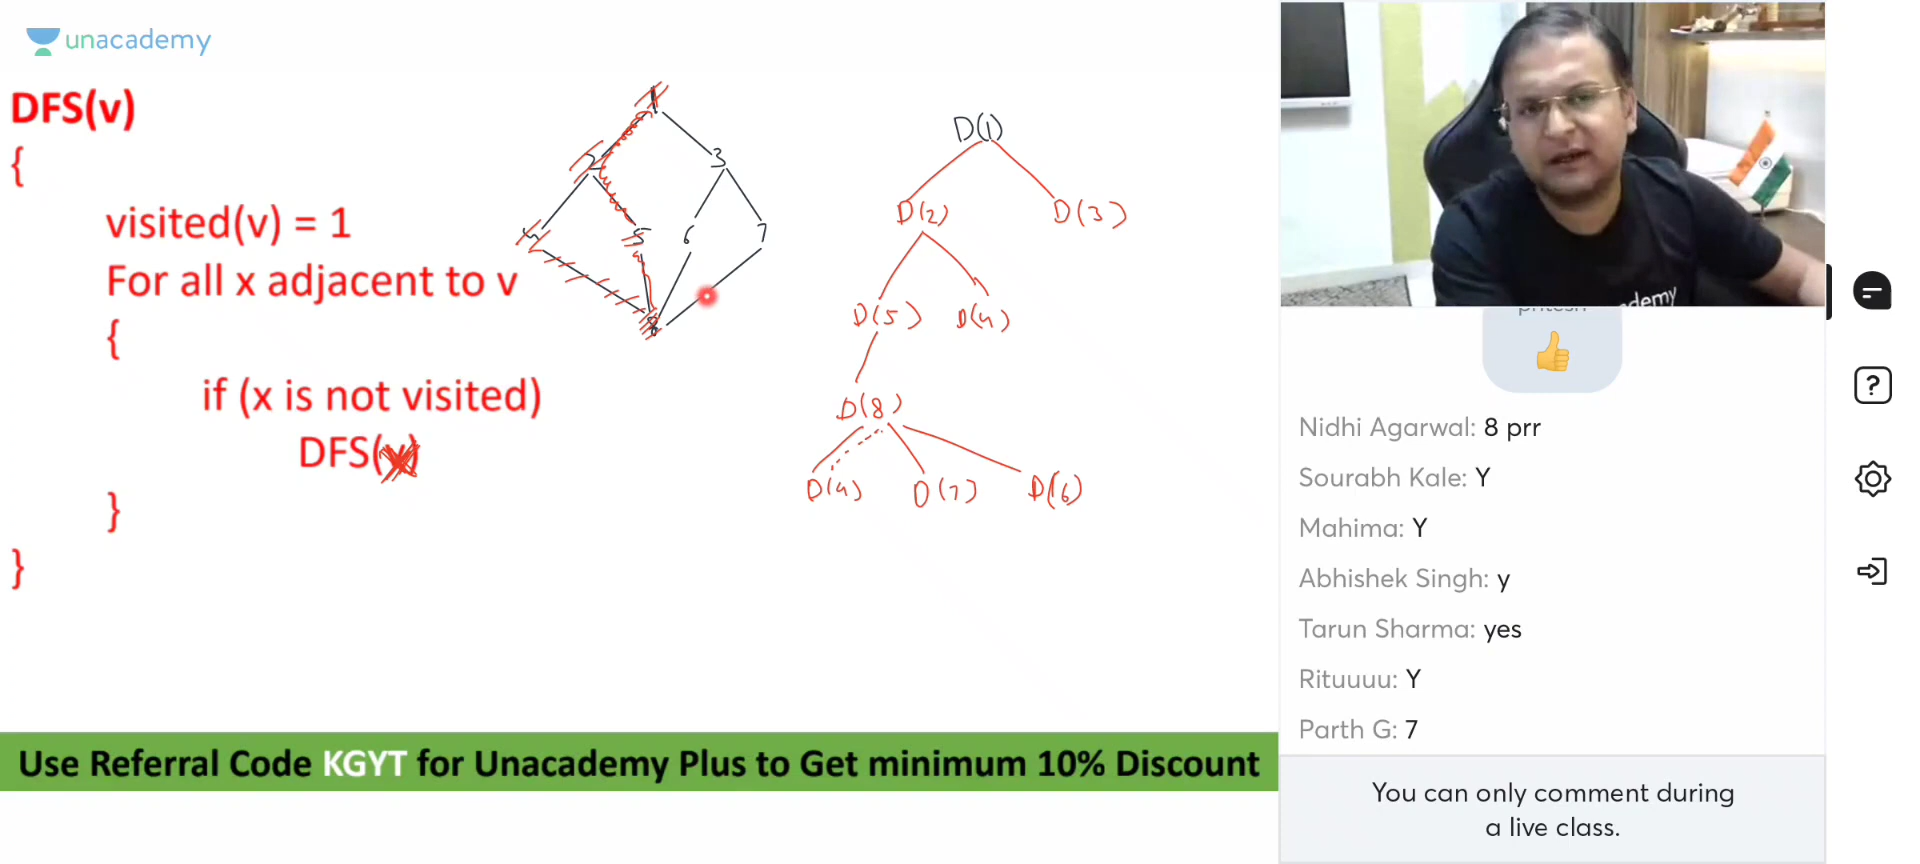 unacademy
DFS(v)
{
visited(v) = 1
For all x adjacent to v
{
if (x is not visited)
DFS(
}
}
1
2 3
4 5 6 7
8
D(1)
D(2) D(3)
D(5) D(4)
D(8)
D(4) D(7) D(6)
Use Referral Code KGYT for Unacademy Plus to Get minimum 10% Discount
demy
pritesh
👍
Nidhi Agarwal: 8 prr
Sourabh Kale: Y
Mahima: Y
Abhishek Singh: y
Tarun Sharma: yes
Rituuuu: Y
Parth G: 7
?
You can only comment during
a live class.